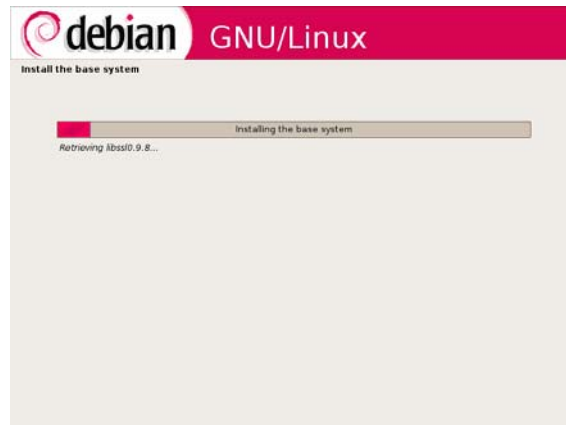 debian GNU/Linux
Install the base system
Installing the base system
Retrieving libssl0.9.8...